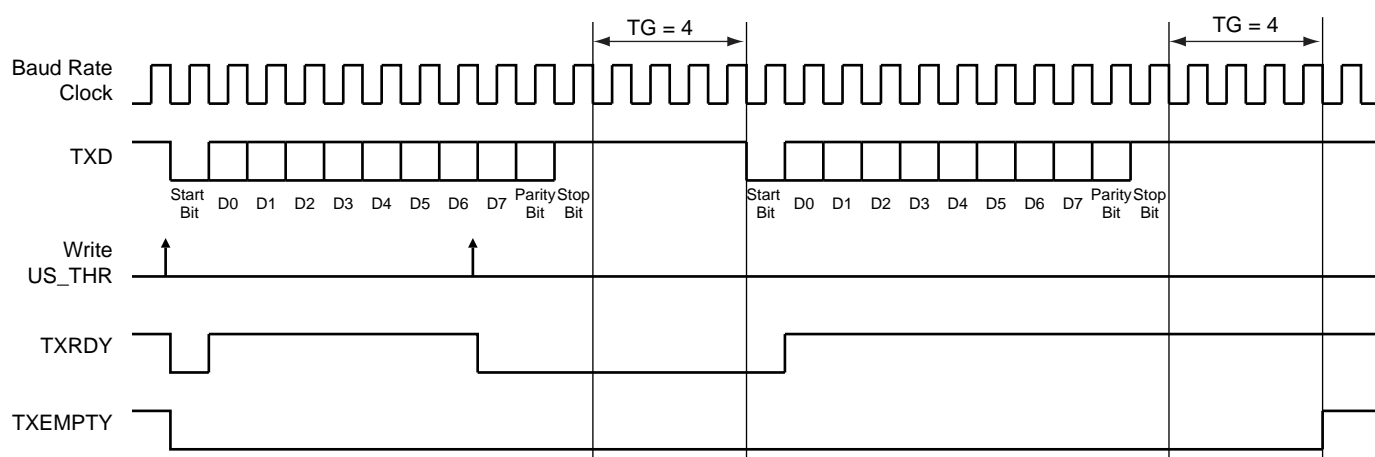 TG = 4
TG = 4
Baud Rate
Clock
TXD
Start
Bit
D0
D1
D2
D3
D4
D5
D6
D7
Parity
Bit
Stop
Bit
Start
Bit
D0
D1
D2
D3
D4
D5
D6
D7
Parity
Bit
Stop
Bit
Write
US_THR
TXRDY
TXEMPTY